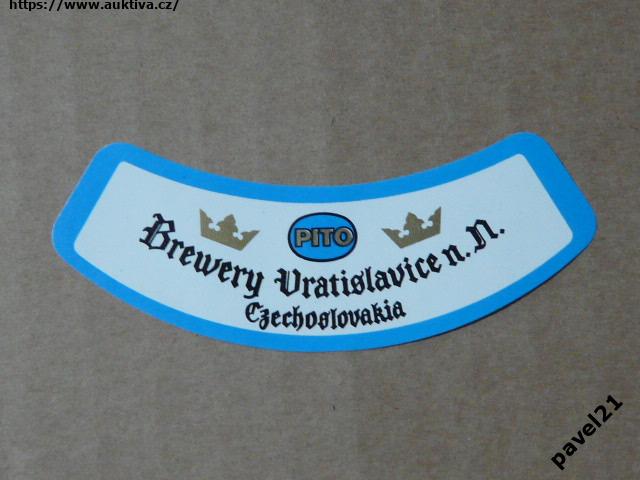 https://www.auktiva.cz/
PITO
Brewery Vratislavice n. N.
Czechoslovakia
pavel21